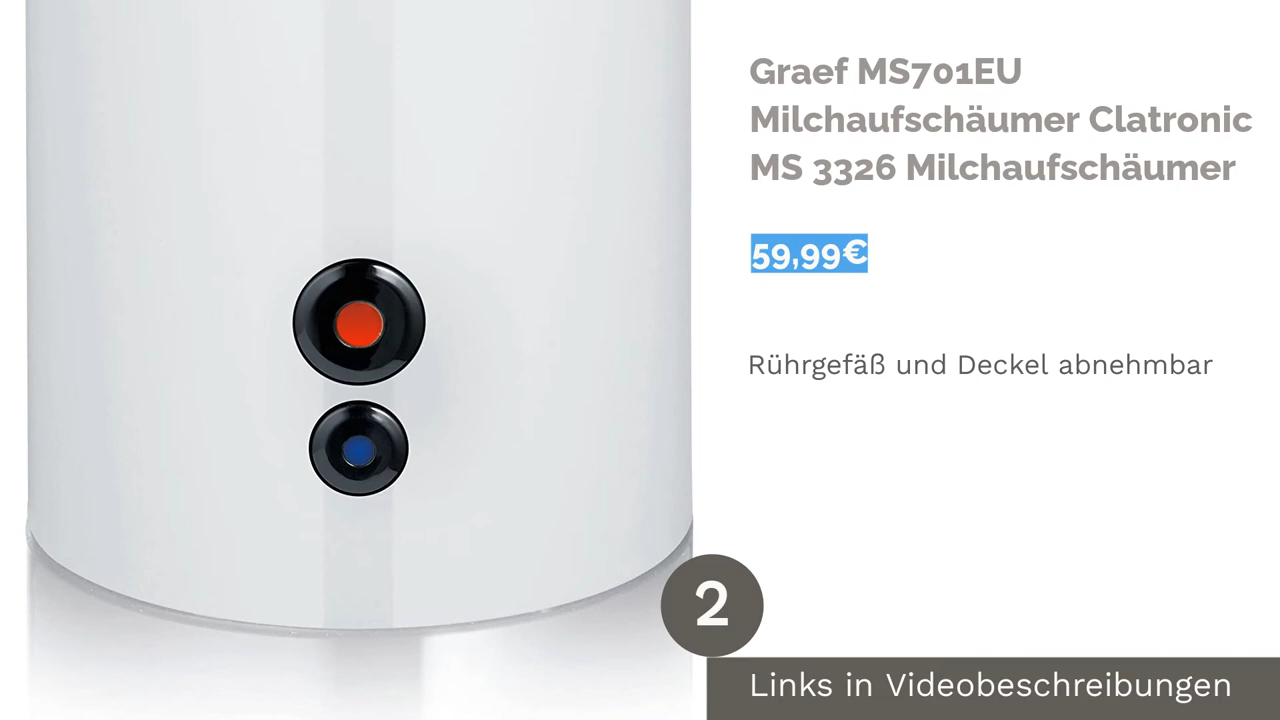 Graef MS701EU
Milchaufschäumer Clatronic
MS 3326 Milchaufschäumer
59,99€
Rührgefäß und Deckel abnehmbar
2
Links in Videobeschreibungen